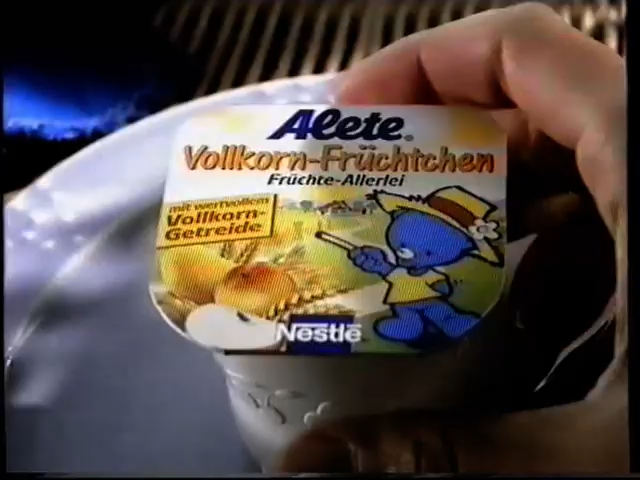 Alete®
Vollkorn-Früchtchen
Früchte-Allerlei
mit wertvollem
Vollkorn-
Getreide
Nestlé